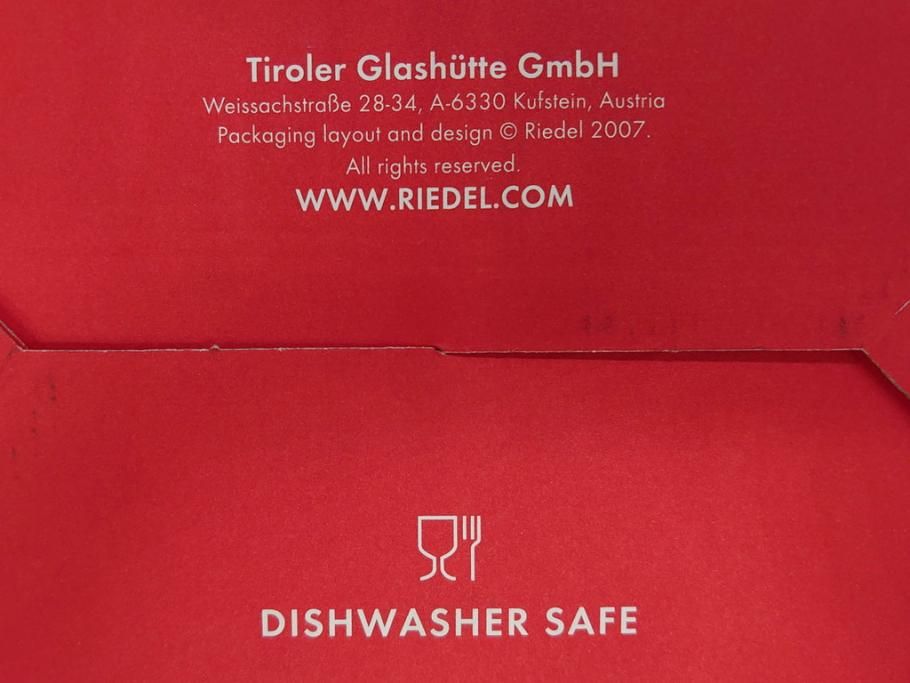 Tiroler Glashütte GmbH
Weissachstraße 28-34, A-6330 Kufstein, Austria
Packaging layout and design © Riedel 2007.
All rights reserved.
WWW.RIEDEL.COM
DISHWASHER SAFE